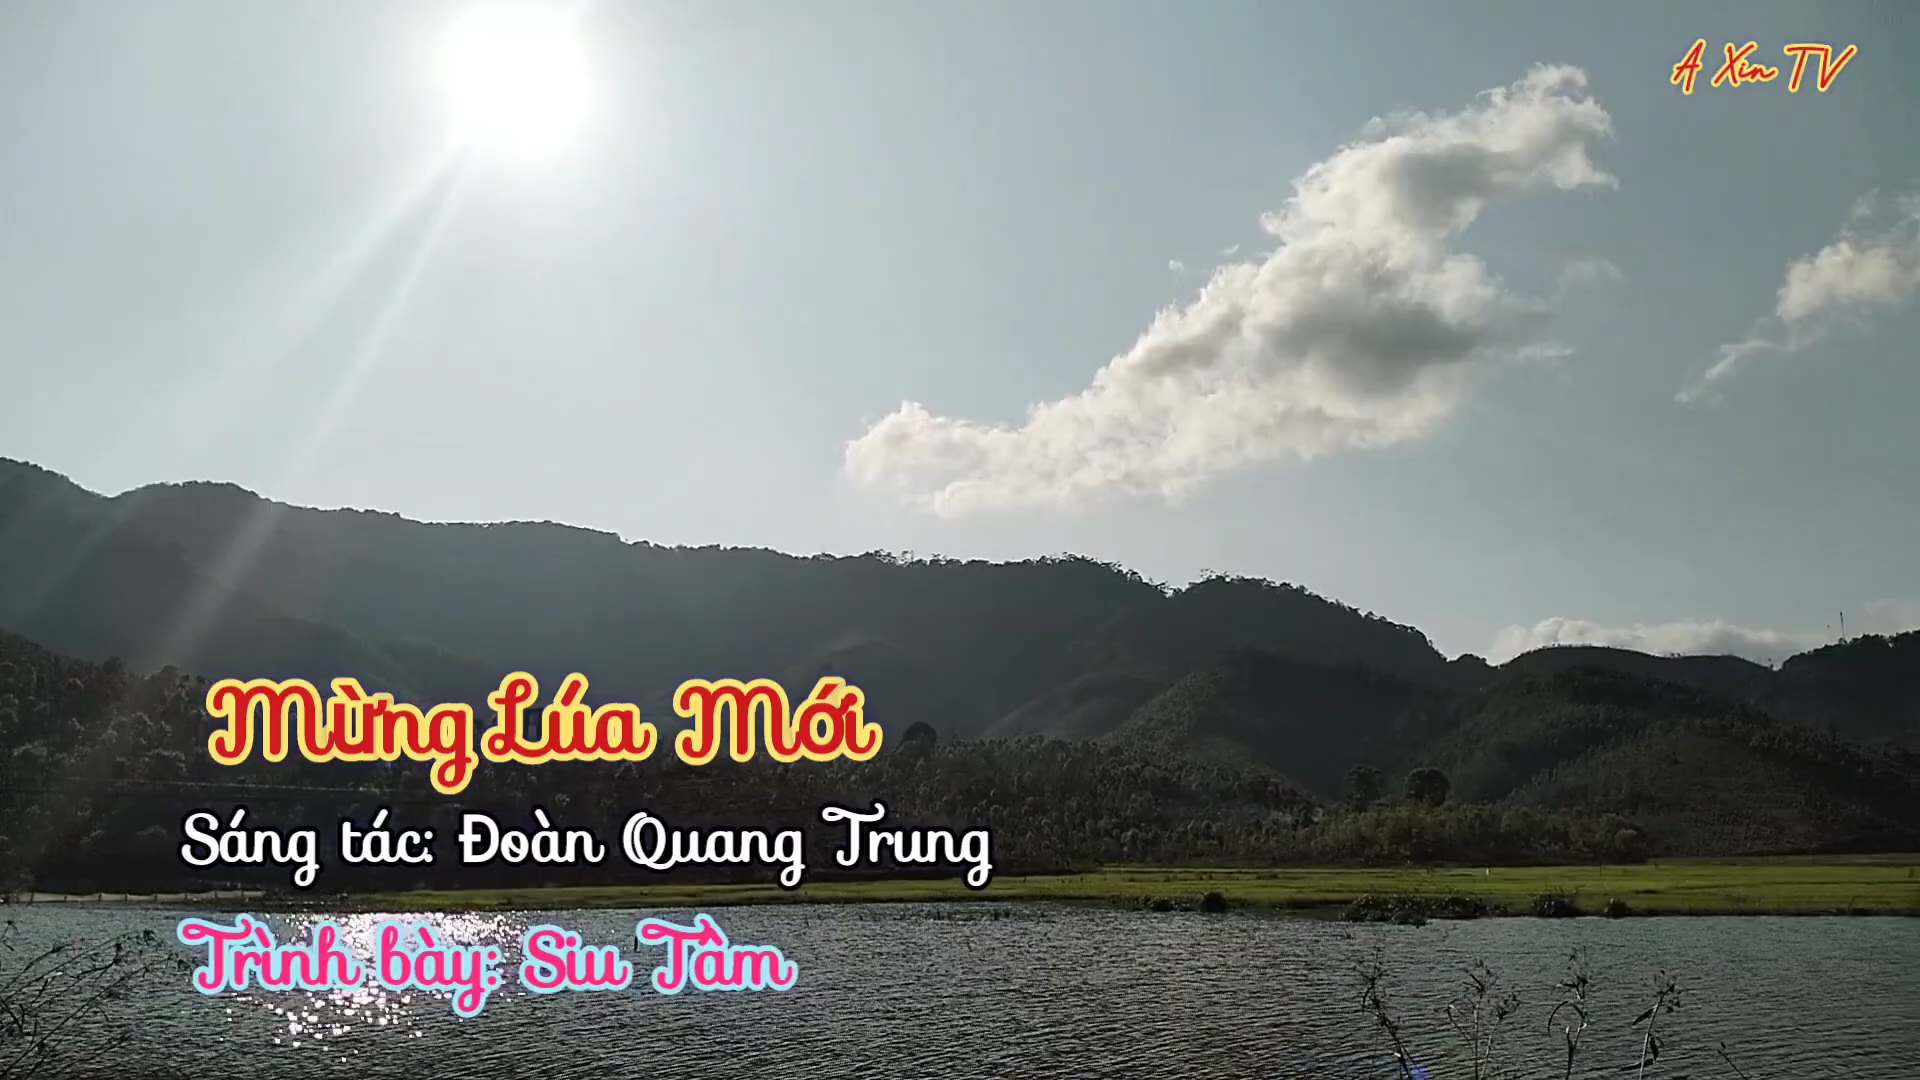 A Xin TV
Mừng Lúa Mới
Sáng tác: Đoàn Quang Trung
Trình bày: Siu Tầm